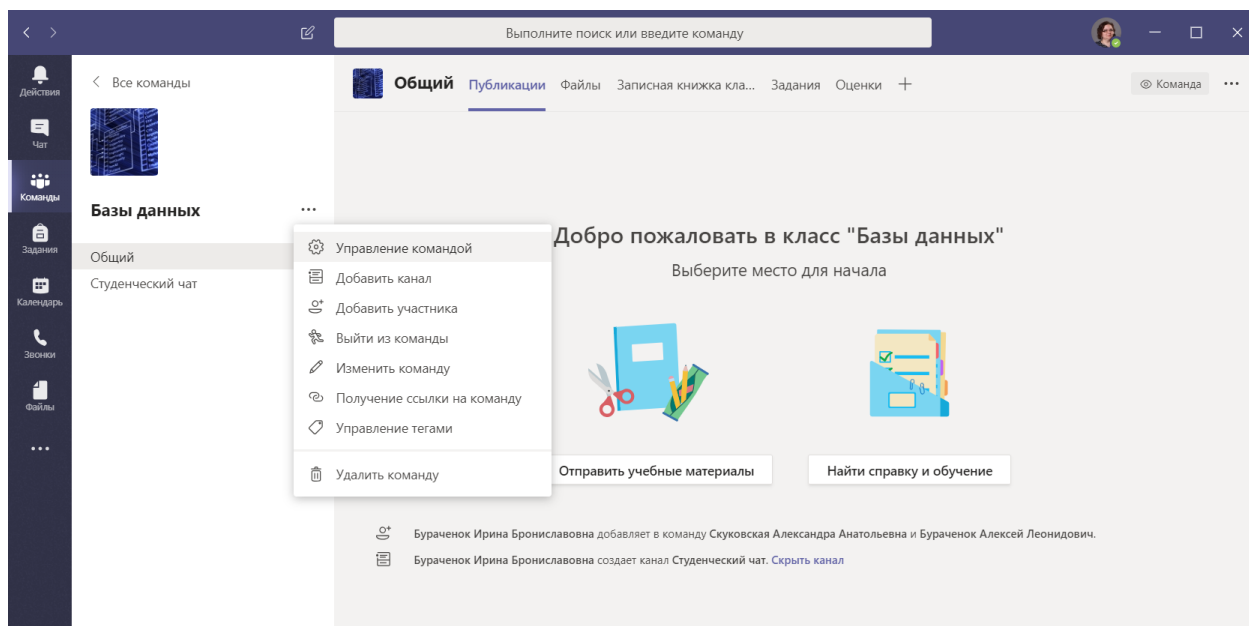 Выполните поиск или введите команду
Действия
Чат
Команды
Задания
Календарь
Звонки
Файлы
Все команды
Базы данных
Общий
Студенческий чат
Управление командой
Добавить канал
Добавить участника
Выйти из команды
Изменить команду
Получение ссылки на команду
Управление тегами
Удалить команду
Общий Публикации Файлы Записная книжка кла... Задания Оценки
Команда
Добро пожаловать в класс "Базы данных"
Выберите место для начала
Отправить учебные материалы Найти справку и обучение
Бураченок Ирина Брониславовна добавляет в команду Скуковская Александра Анатольевна и Бураченок Алексей Леонидович.
Бураченок Ирина Брониславовна создает канал Студенческий чат. Скрыть канал